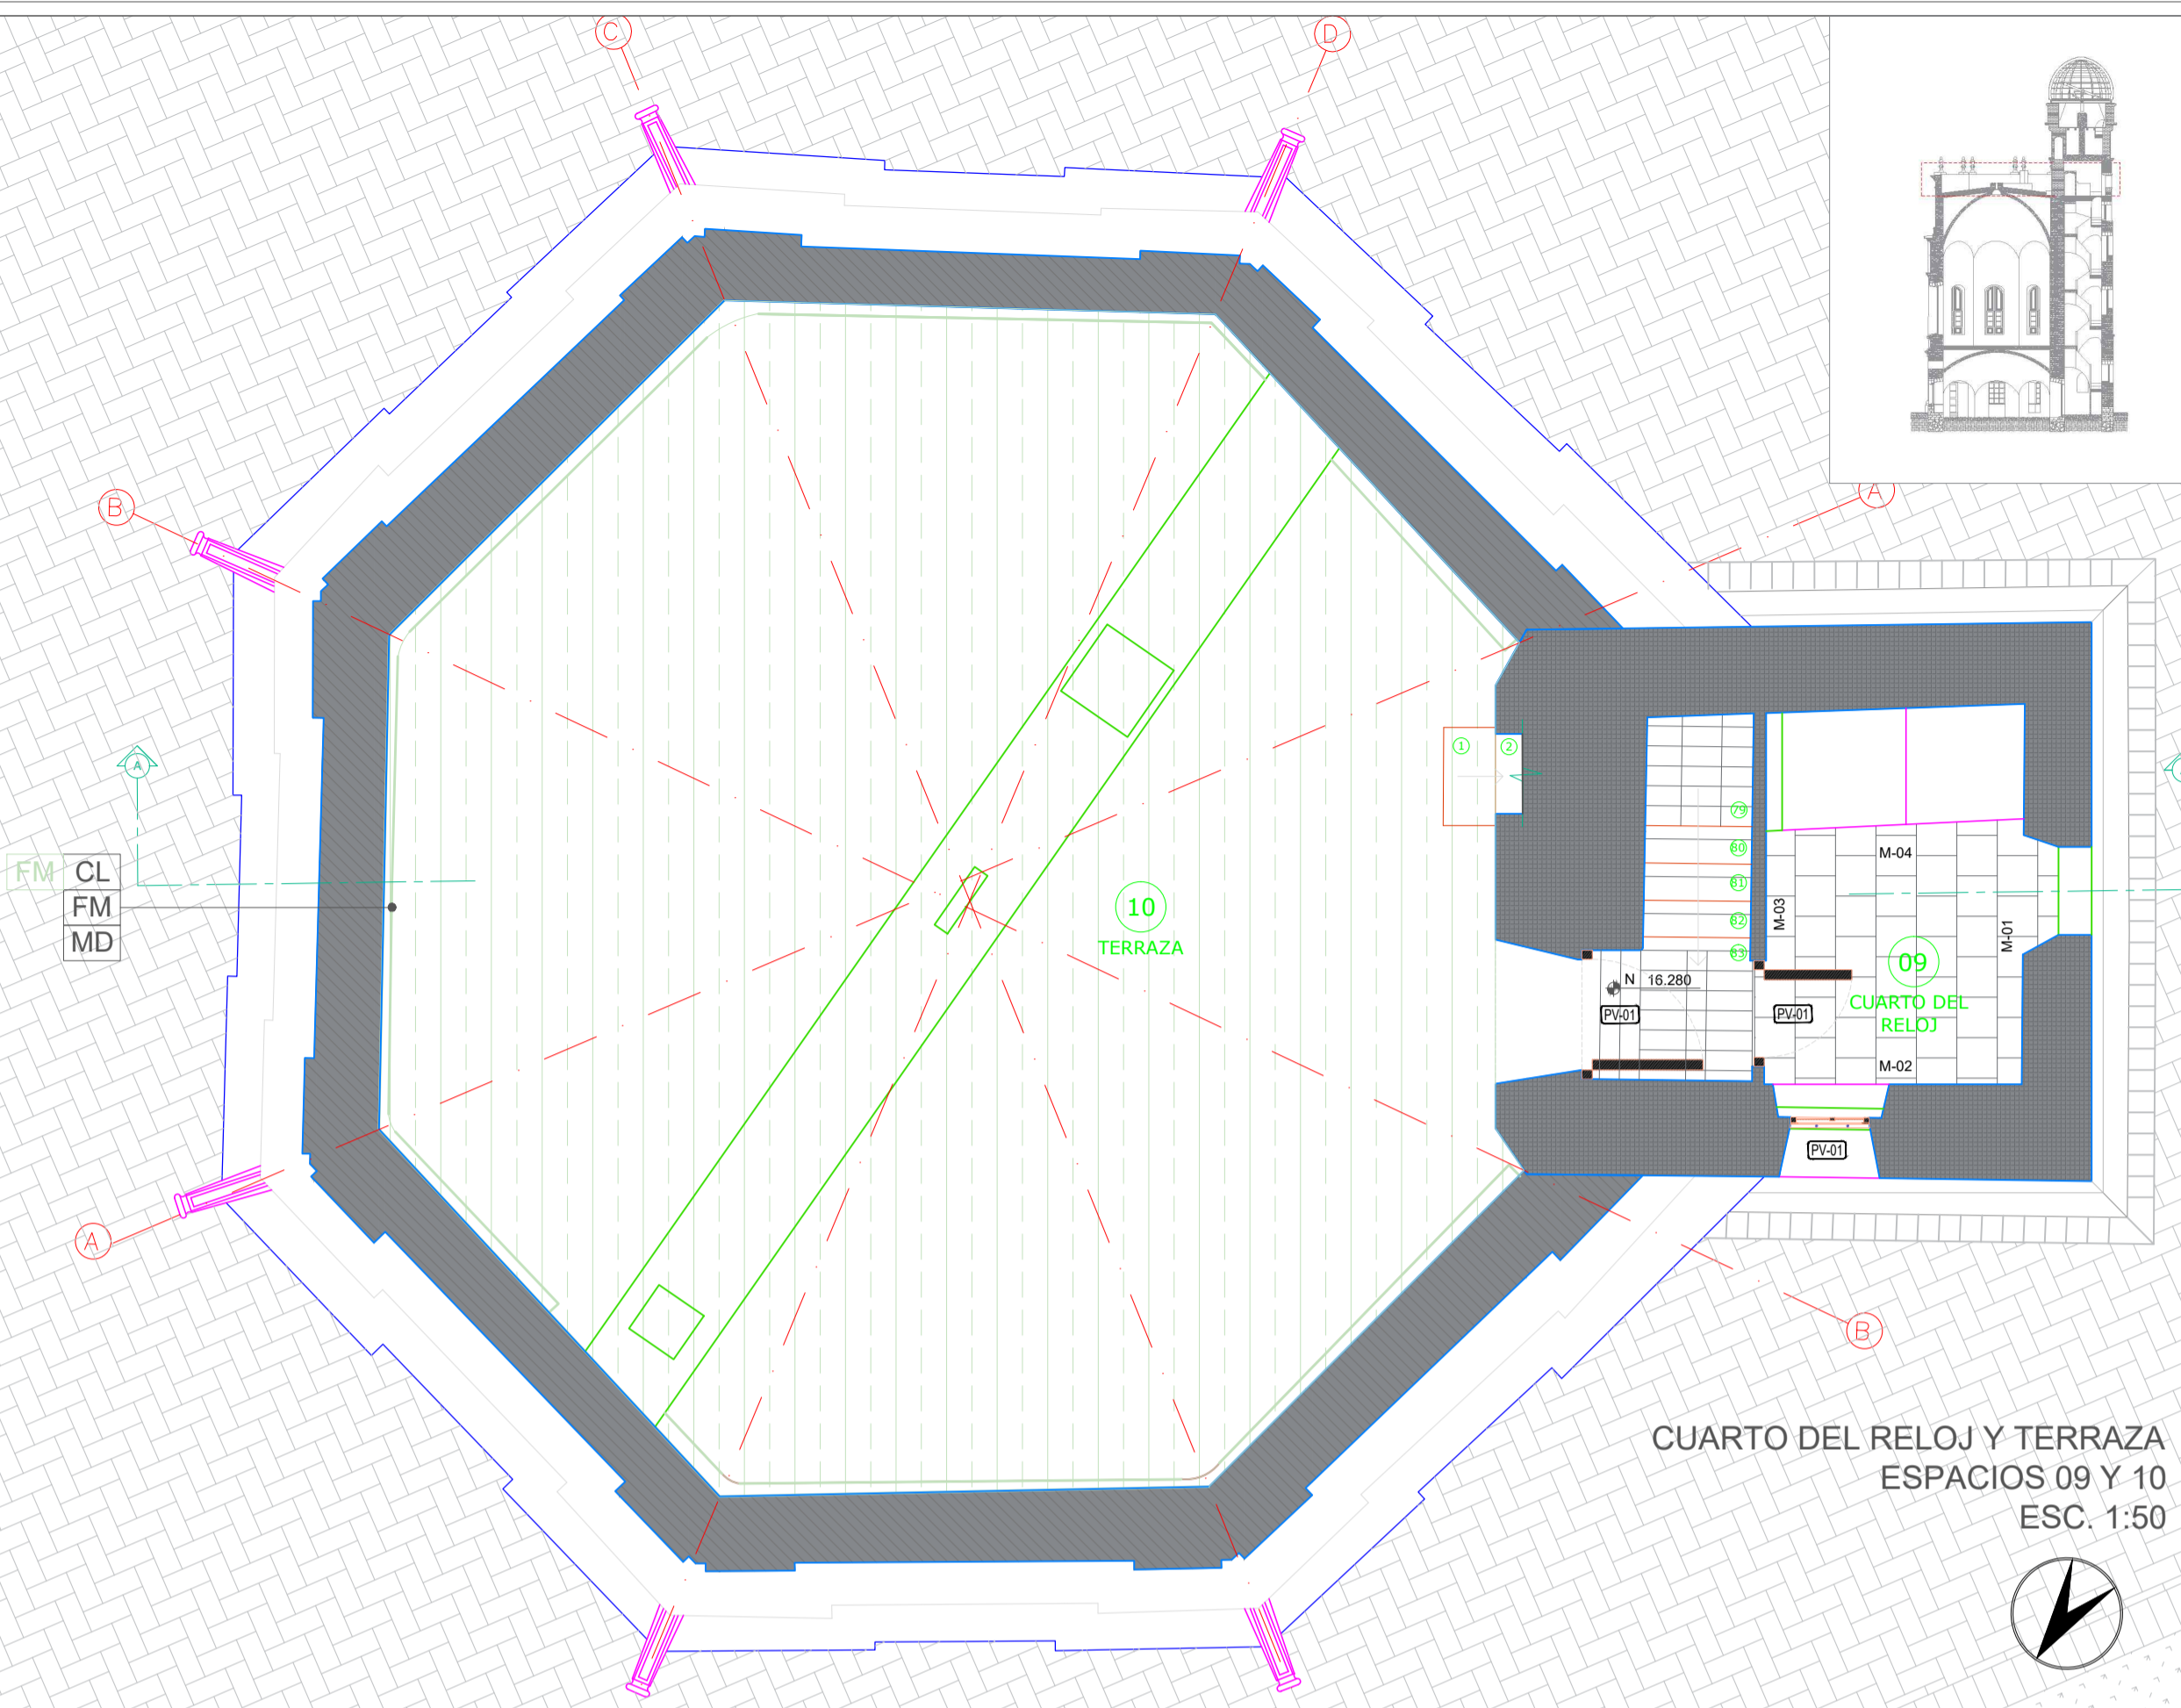 C
D
B
A
A
FM CL
FM
MD
1
2
79
80
81
82
83
M-04
M-03
M-01
10
TERRAZA
09
CUARTO DEL
RELOJ
N 16.280
PV-01
PV-01
M-02
PV-01
A
B
CUARTO DEL RELOJ Y TERRAZA
ESPACIOS 09 Y 10
ESC. 1:50